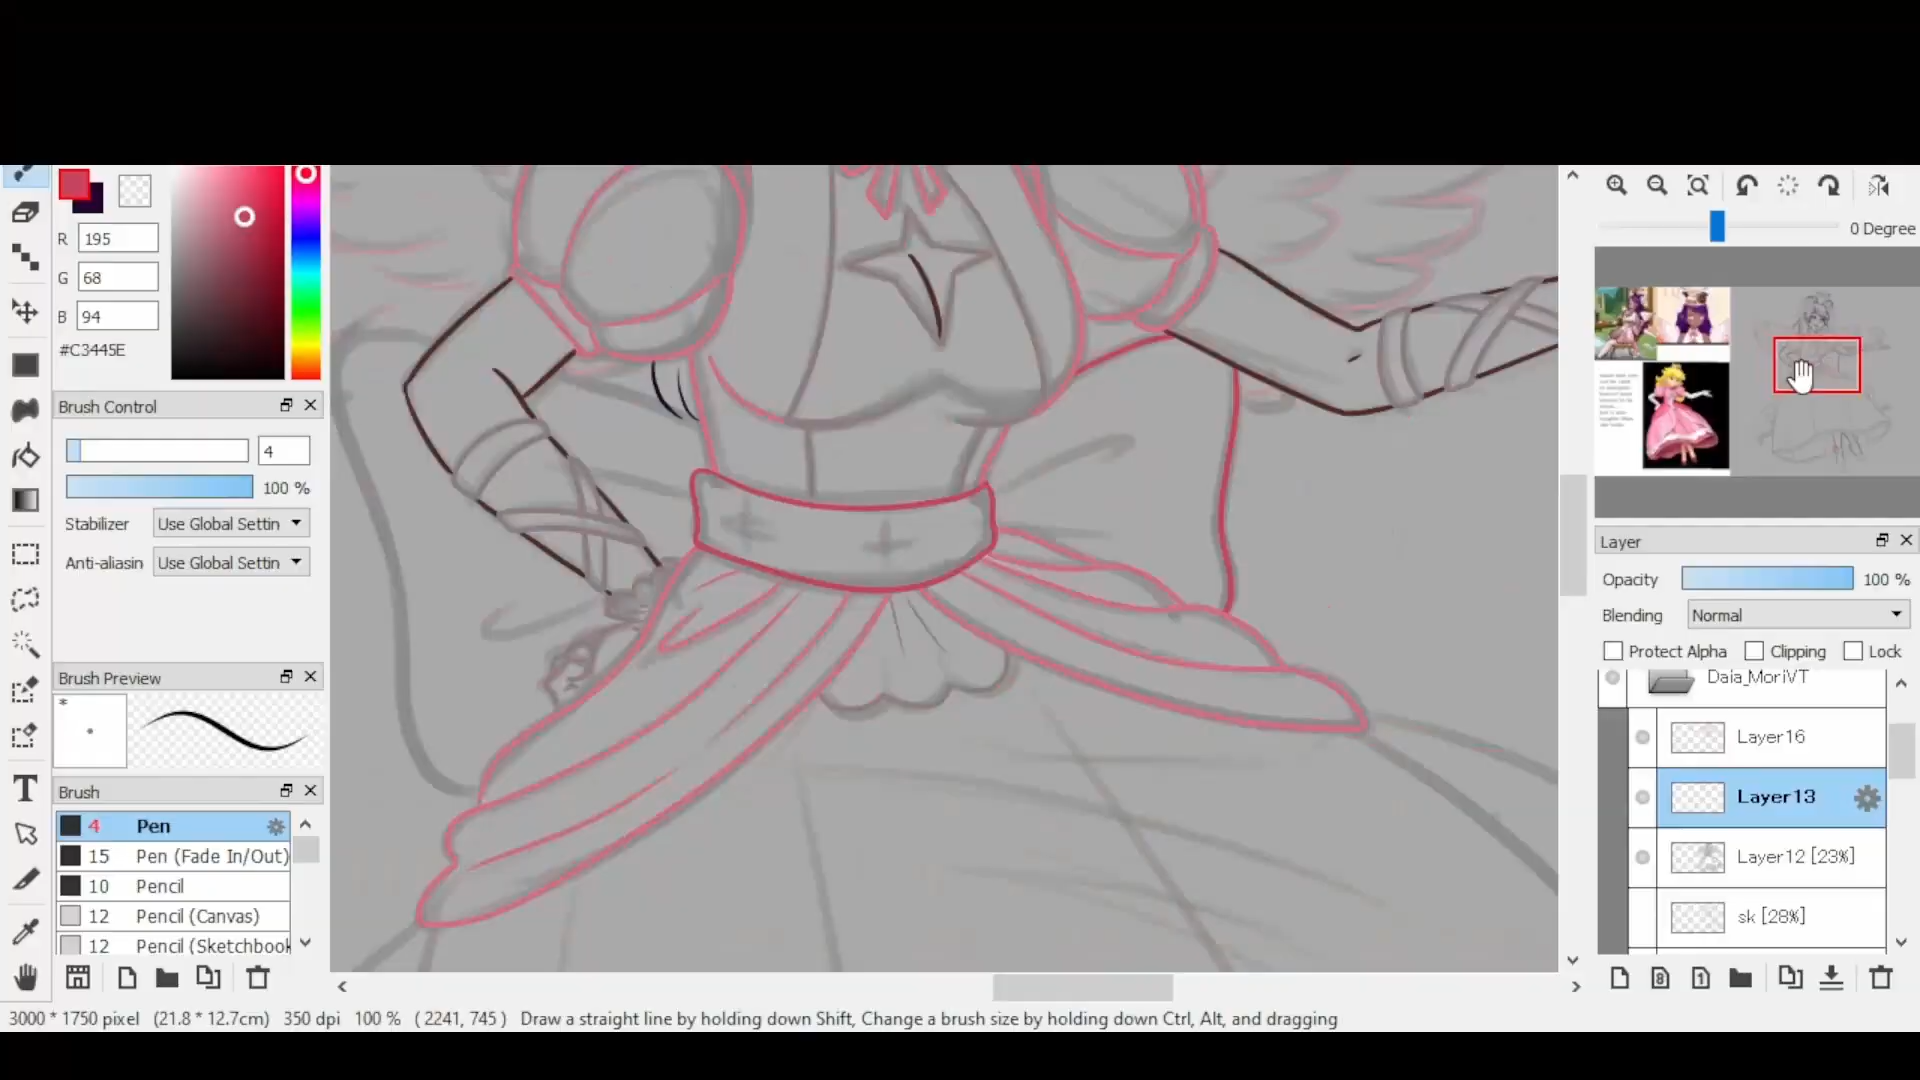 R 195
G 68
B 94
#C3445E
Brush Control
4
100 %
Stabilizer Use Global Settin
Anti-aliasin Use Global Settin
Brush Preview
*
Brush
4 Pen
15 Pen (Fade In/Out)
10 Pencil
12 Pencil (Canvas)
12 Pencil (Sketchbook
0 Degree
Layer
Opacity 100 %
Blending Normal
Protect Alpha Clipping Lock
Daia_MoriVT
Layer16
Layer13
Layer12 [23%]
sk [28%]
T
8
1
3000 * 1750 pixel (21.8 * 12.7cm) 350 dpi 100 % ( 2241, 745 ) Draw a straight line by holding down Shift, Change a brush size by holding down Ctrl, Alt, and dragging